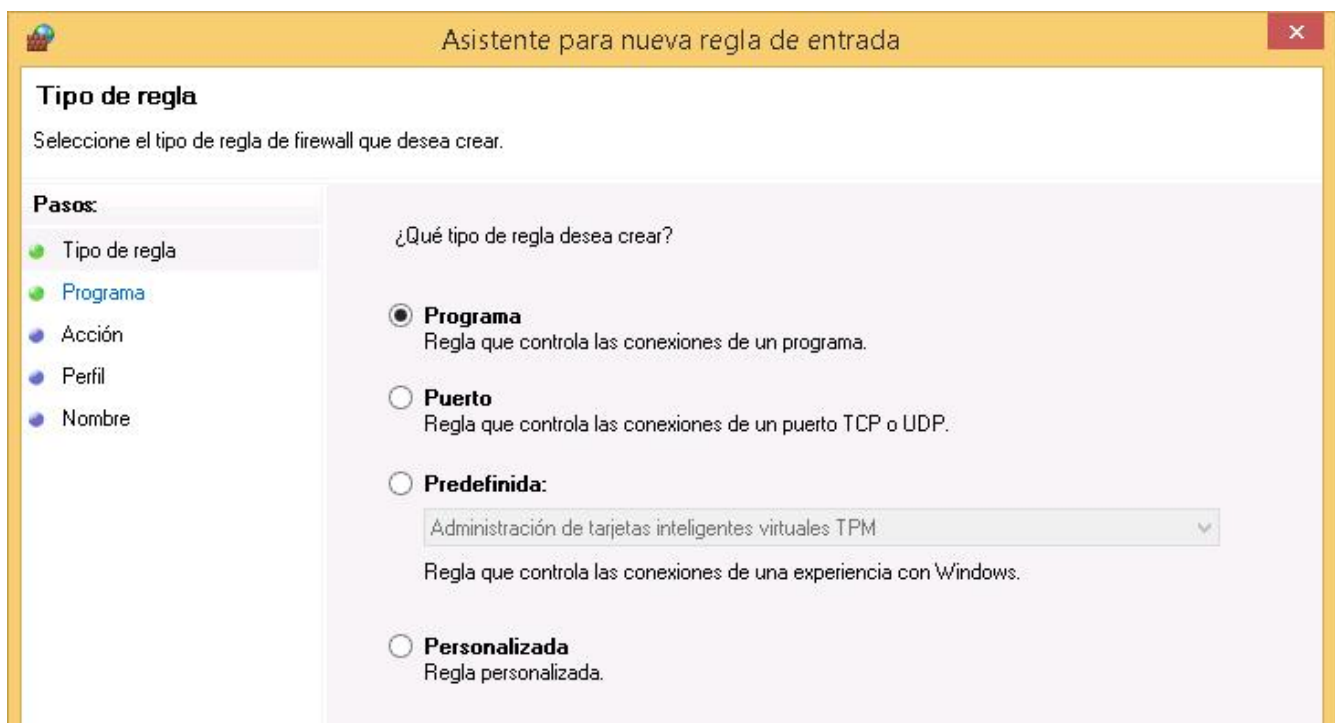 Asistente para nueva regla de entrada
Tipo de regla
Seleccione el tipo de regla de firewall que desea crear.
Pasos:
Tipo de regla
Programa
Acción
Perfil
Nombre
¿Qué tipo de regla desea crear?
Programa
Regla que controla las conexiones de un programa.
Puerto
Regla que controla las conexiones de un puerto TCP o UDP.
Predefinida:
Administración de tarjetas inteligentes virtuales TPM
Regla que controla las conexiones de una experiencia con Windows.
Personalizada
Regla personalizada.